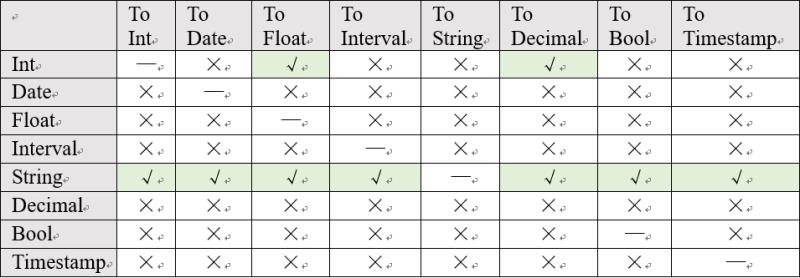 To Int To Date To Float To Interval To String To Decimal To Bool To Timestamp
Int — × √ × × √ × ×
Date × — × × × × × ×
Float × × — × × × × ×
Interval × × × — × × × ×
String √ √ √ √ — √ √ √
Decimal × × × × × × × ×
Bool × × × × × × — ×
Timestamp × × × × × × × —